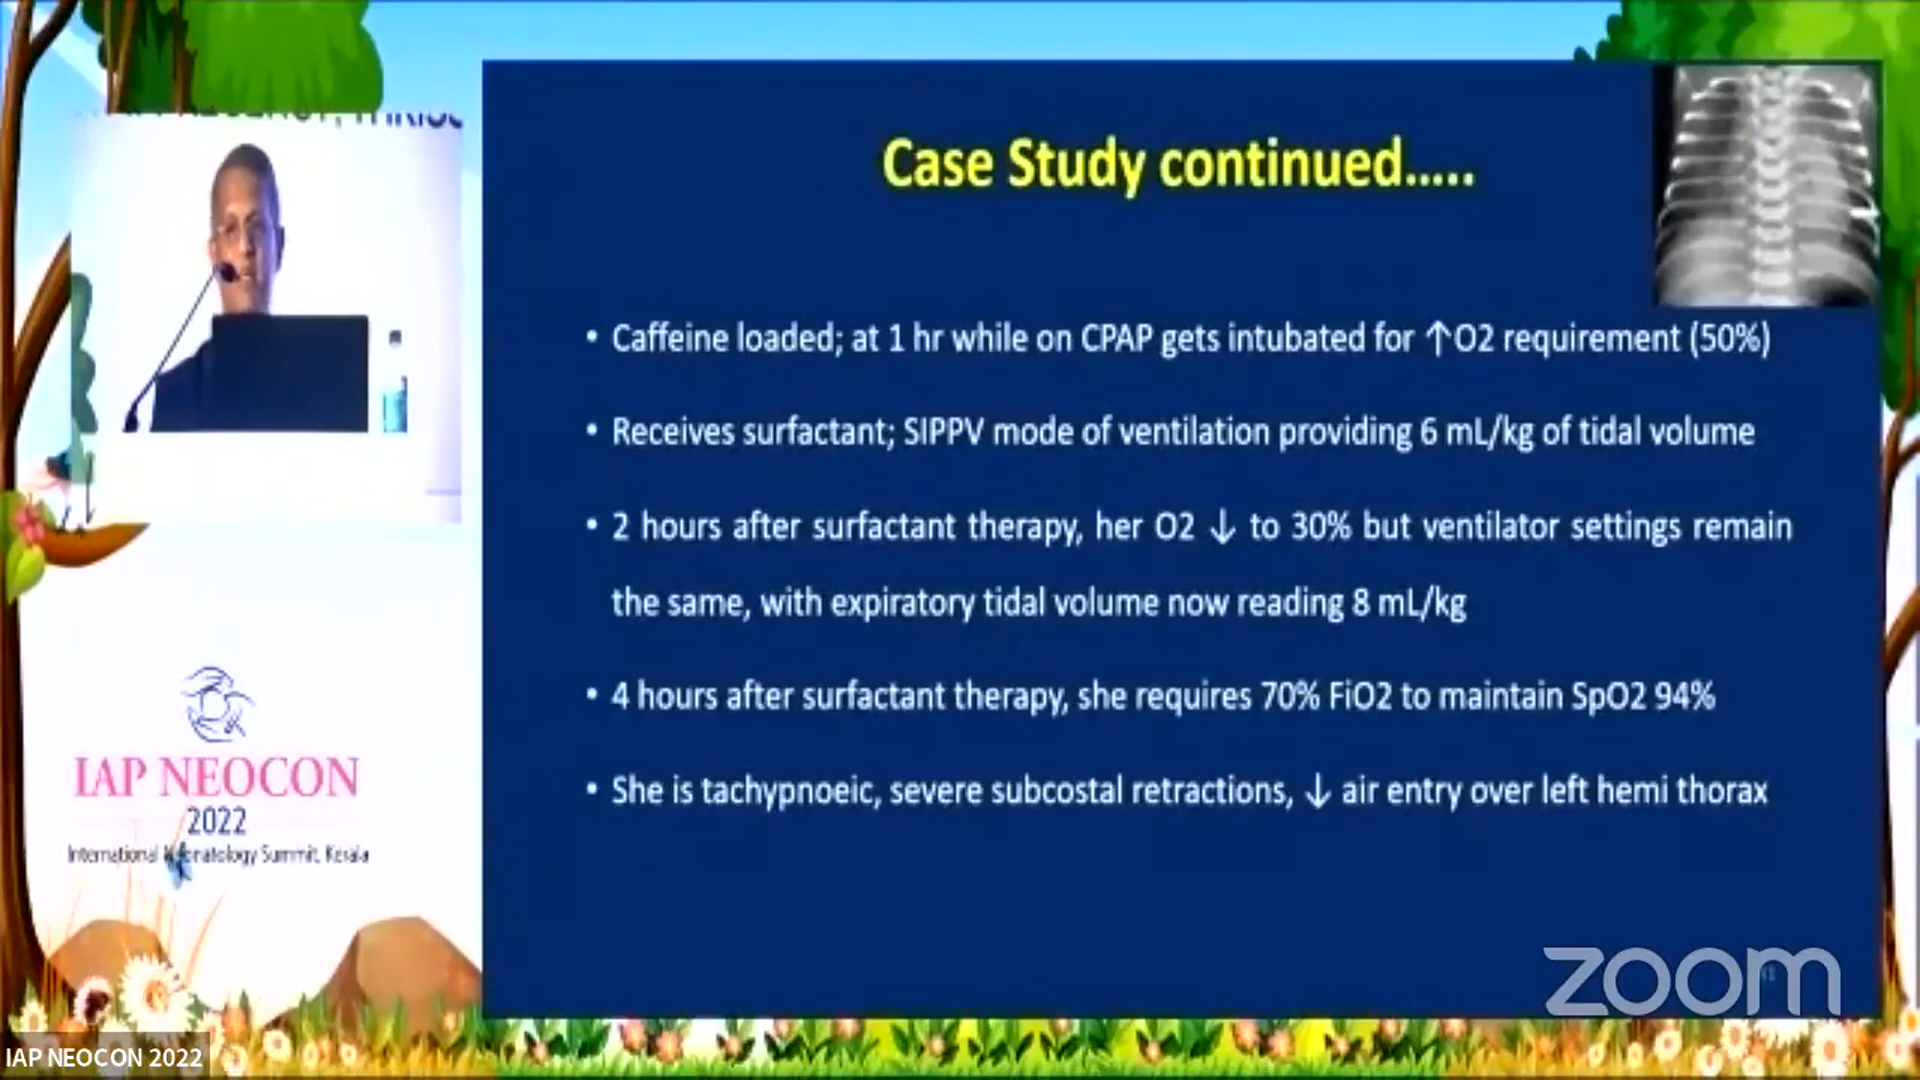 Case Study continued.....
• Caffeine loaded; at 1 hr while on CPAP gets intubated for ↑O2 requirement (50%)
• Receives surfactant; SIPPV mode of ventilation providing 6 mL/kg of tidal volume
• 2 hours after surfactant therapy, her O2 ↓ to 30% but ventilator settings remain
the same, with expiratory tidal volume now reading 8 mL/kg
• 4 hours after surfactant therapy, she requires 70% FiO2 to maintain SpO2 94%
• She is tachypnoeic, severe subcostal retractions, ↓ air entry over left hemi thorax
IAP NEOCON
2022
International Neonatology Summit, Kerala
zoom
IAP NEOCON 2022